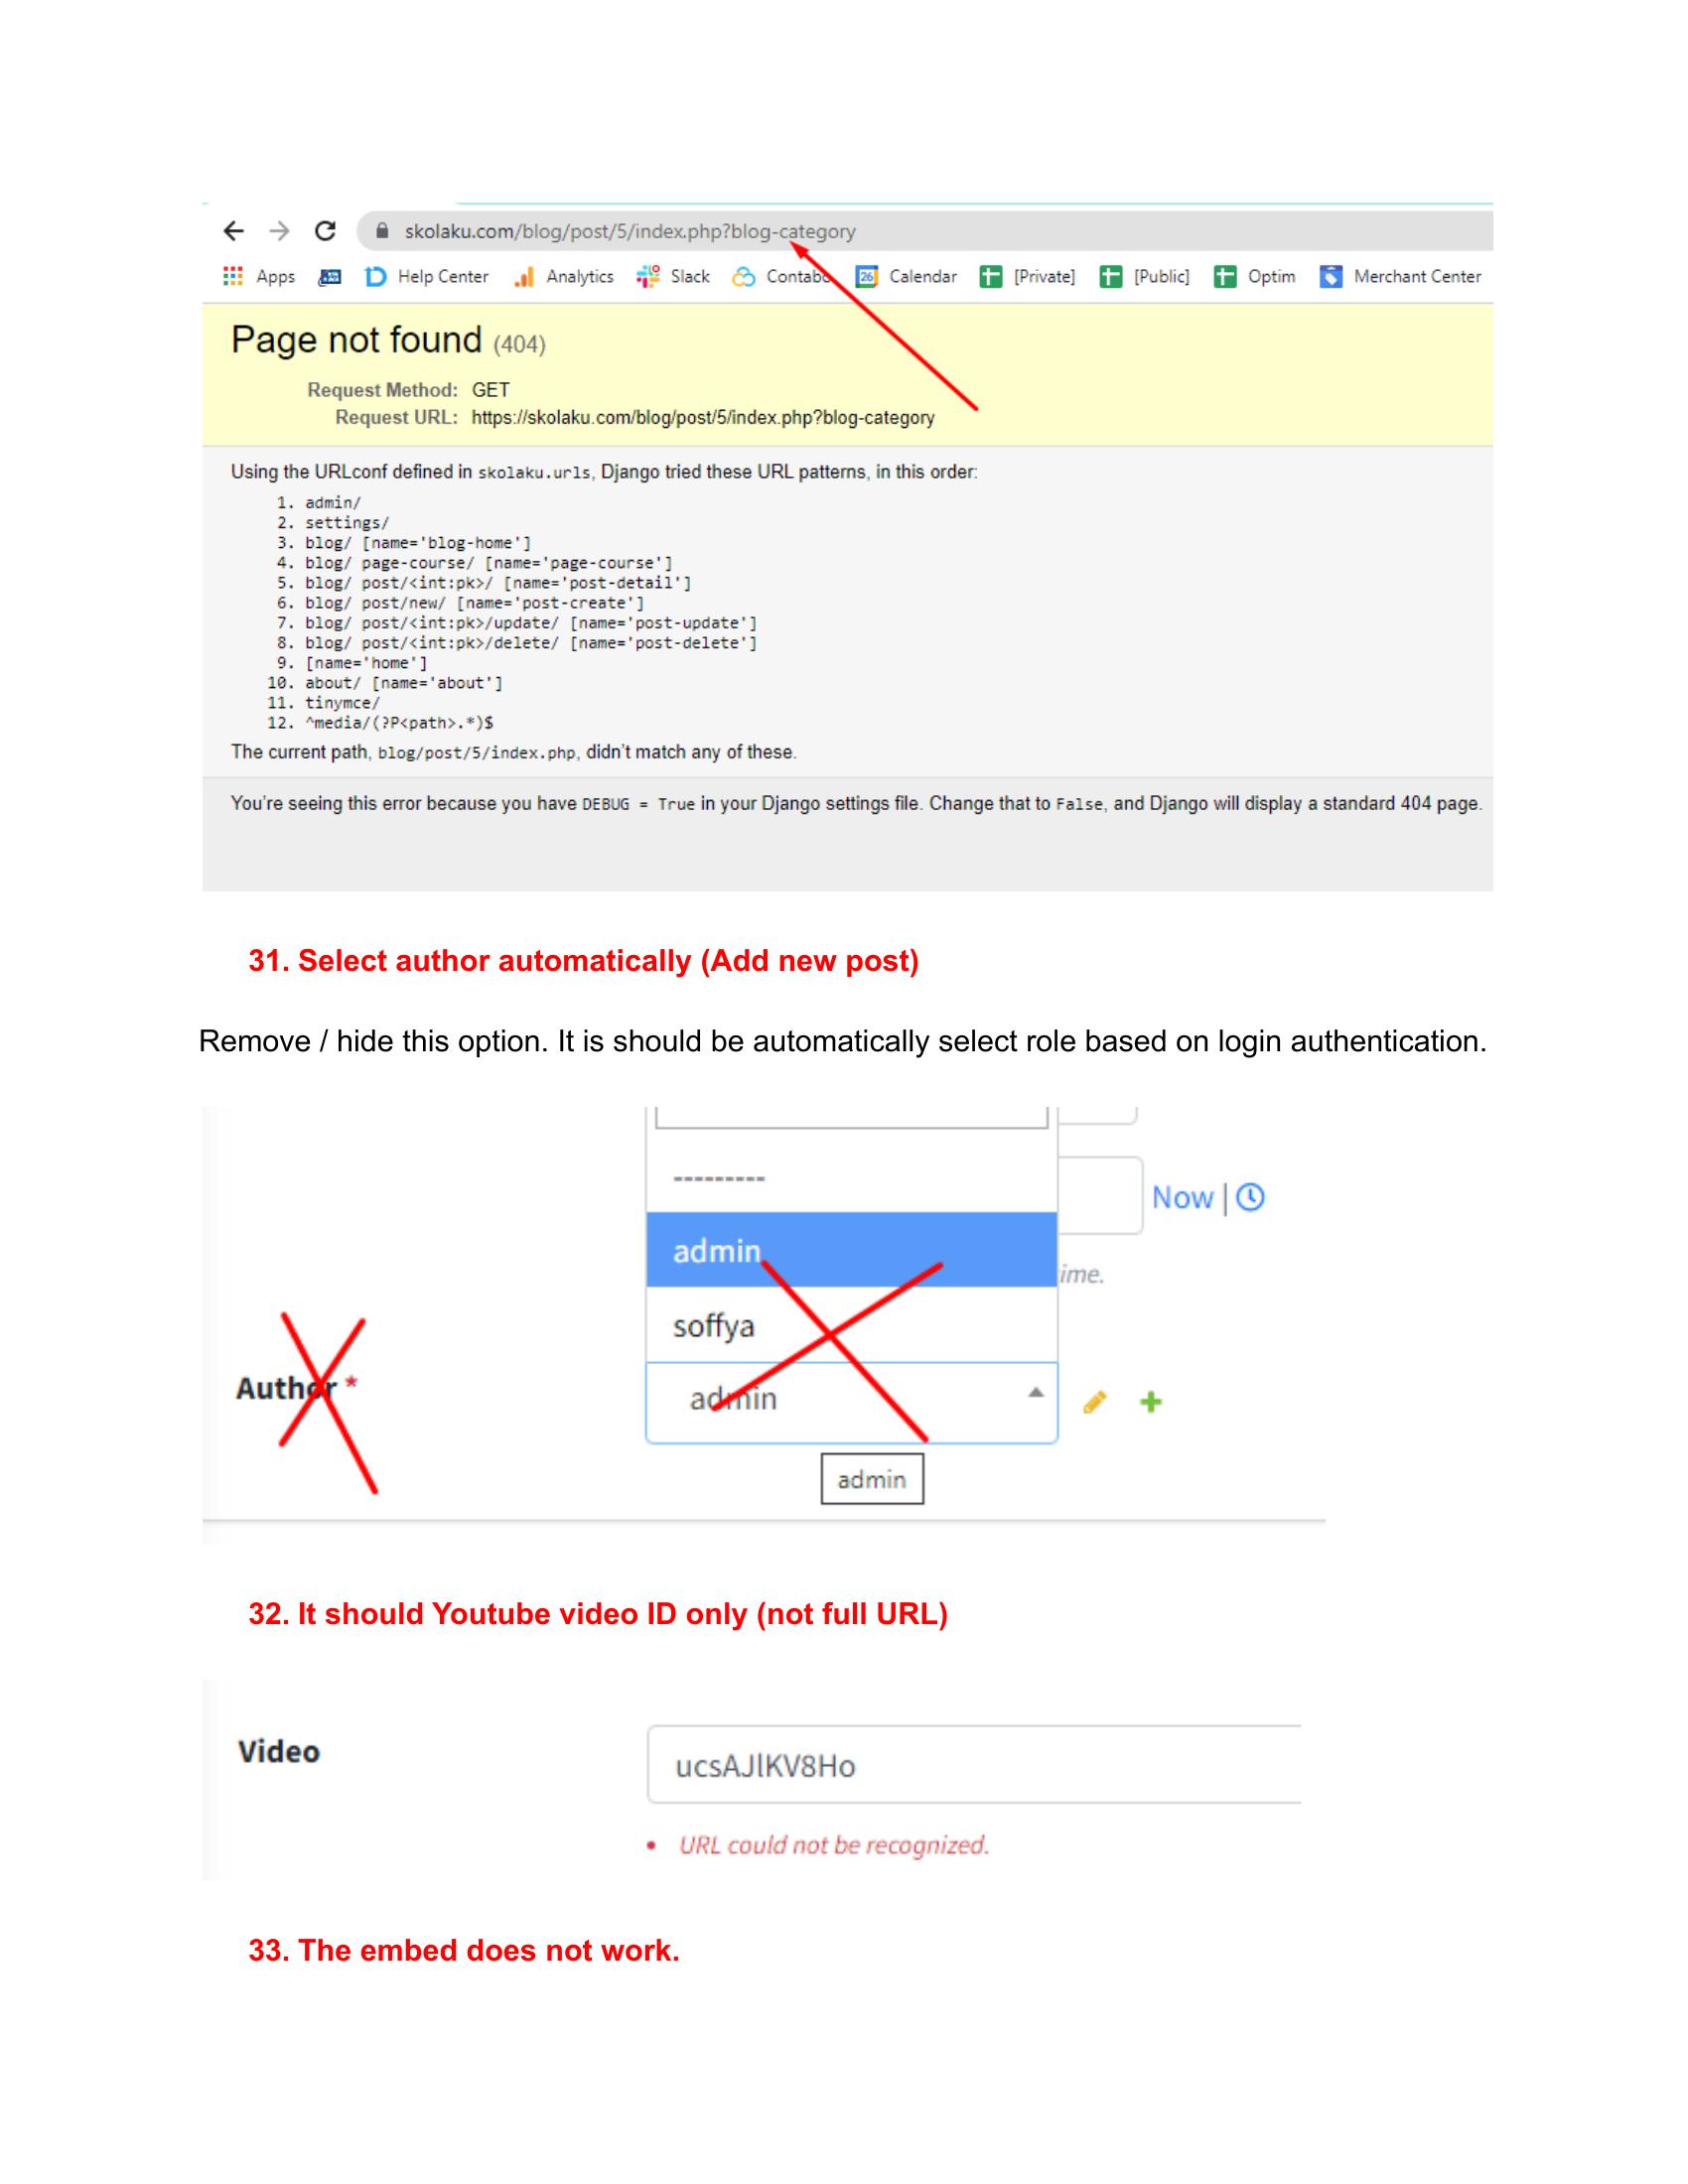 skolaku.com/blog/post/5/index.php?blog-category
Apps Help Center Analytics Slack Contabo 26 Calendar [Private] [Public] Optim Merchant Center
Page not found (404)
Request Method: GET
Request URL: https://skolaku.com/blog/post/5/index.php?blog-category
Using the URLconf defined in skolaku.urls, Django tried these URL patterns, in this order:
1. admin/
2. settings/
3. blog/ [name='blog-home']
4. blog/ page-course/ [name='page-course']
5. blog/ post/<int:pk>/ [name='post-detail']
6. blog/ post/new/ [name='post-create']
7. blog/ post/<int:pk>/update/ [name='post-update']
8. blog/ post/<int:pk>/delete/ [name='post-delete']
9. [name='home']
10. about/ [name='about']
11. tinymce/
12. ^media/(?P<path>.*)$
The current path, blog/post/5/index.php, didn't match any of these.
You're seeing this error because you have DEBUG = True in your Django settings file. Change that to False, and Django will display a standard 404 page.
31. Select author automatically (Add new post)
Remove / hide this option. It is should be automatically select role based on login authentication.
---------
Now |
admin
ime.
soffya
Author *
admin
admin
32. It should Youtube video ID only (not full URL)
Video
ucsAJlKV8Ho
• URL could not be recognized.
33. The embed does not work.